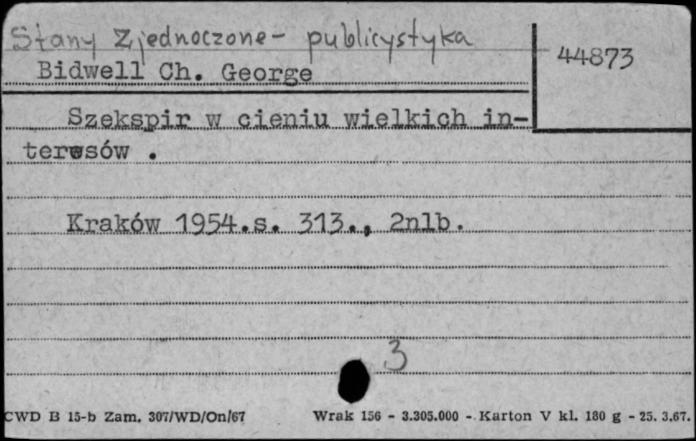 Stany Zjednoczone - publicystyka
44873
Bidwell Ch. George
Szekspir w cieniu wielkich in-
teresów .
Kraków 1954.s. 313., 2nlb.
3
CWD B 15-b Zam. 307/WD/On/67 Wrak 156 - 3.305.000 - Karton V kl. 180 g - 25. 3.67.